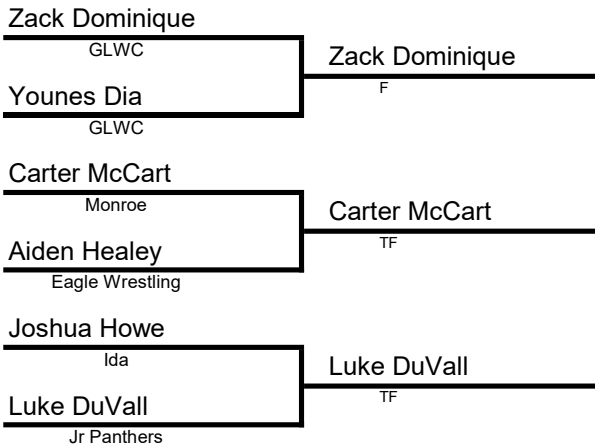 Zack Dominique
GLWC
Zack Dominique
F
Younes Dia
GLWC
Carter McCart
Monroe
Carter McCart
TF
Aiden Healey
Eagle Wrestling
Joshua Howe
Ida
Luke DuVall
TF
Luke DuVall
Jr Panthers